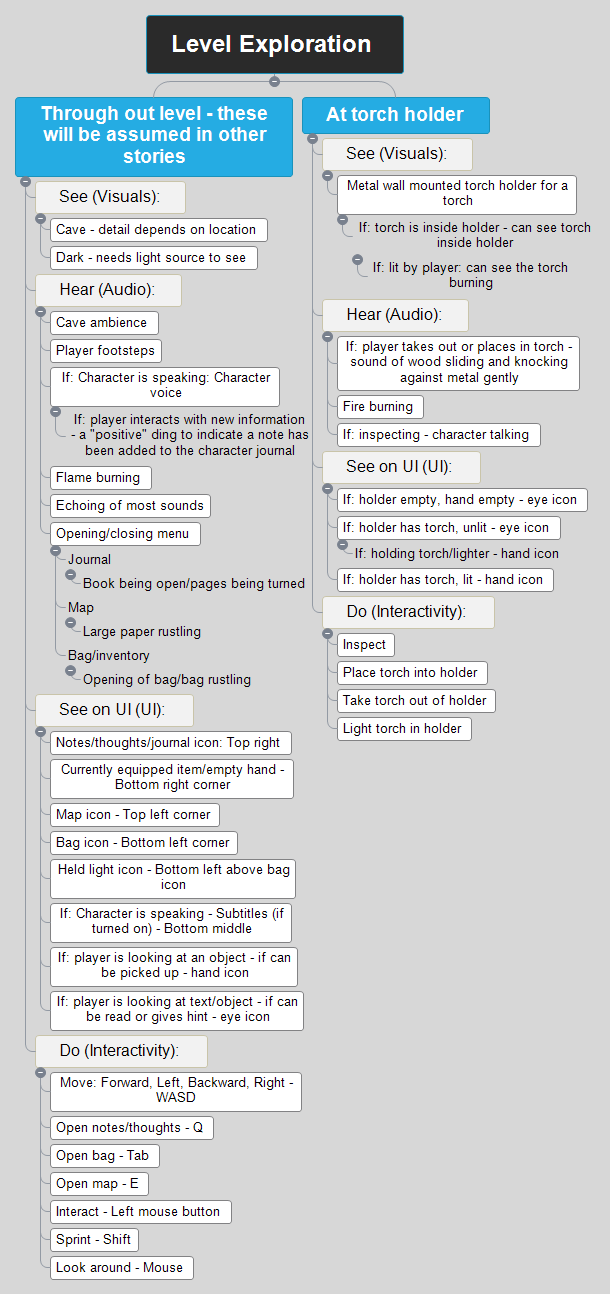 Level Exploration
Through out level - these
will be assumed in other
stories
See (Visuals):
Cave - detail depends on location
Dark - needs light source to see
Hear (Audio):
Cave ambience
Player footsteps
If: Character is speaking: Character
voice
If: player interacts with new information
- a "positive" ding to indicate a note has
been added to the character journal
Flame burning
Echoing of most sounds
Opening/closing menu
Journal
Book being open/pages being turned
Map
Large paper rustling
Bag/inventory
Opening of bag/bag rustling
See on UI (UI):
Notes/thoughts/journal icon: Top right
Currently equipped item/empty hand -
Bottom right corner
Map icon - Top left corner
Bag icon - Bottom left corner
Held light icon - Bottom left above bag
icon
If: Character is speaking - Subtitles (if
turned on) - Bottom middle
If: player is looking at an object - if can
be picked up - hand icon
If: player is looking at text/object - if can
be read or gives hint - eye icon
Do (Interactivity):
Move: Forward, Left, Backward, Right -
WASD
Open notes/thoughts - Q
Open bag - Tab
Open map - E
Interact - Left mouse button
Sprint - Shift
Look around - Mouse
At torch holder
See (Visuals):
Metal wall mounted torch holder for a
torch
If: torch is inside holder - can see torch
inside holder
If: lit by player: can see the torch
burning
Hear (Audio):
If: player takes out or places in torch -
sound of wood sliding and knocking
against metal gently
Fire burning
If: inspecting - character talking
See on UI (UI):
If: holder empty, hand empty - eye icon
If: holder has torch, unlit - eye icon
If: holding torch/lighter - hand icon
If: holder has torch, lit - hand icon
Do (Interactivity):
Inspect
Place torch into holder
Take torch out of holder
Light torch in holder